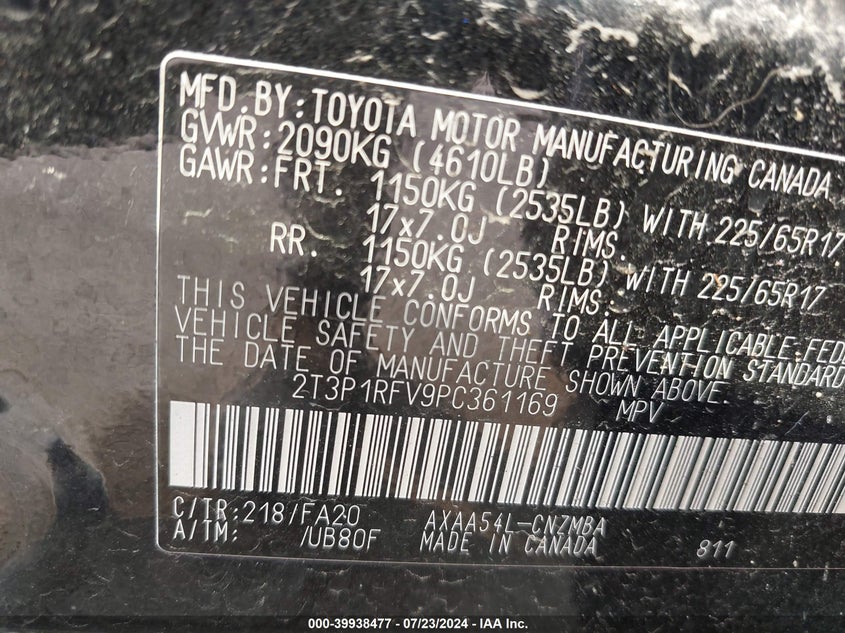 MFD.BY:TOYOTA MOTOR MANUFACTURING CANADA
GVWR:2090KG (4610LB)
GAWR:FRT. 1150KG (2535LB) WITH 225/65R17
17x7.0J RIMS.
RR. 1150KG (2535LB) WITH 225/65R17
17x7.0J RIMS.
THIS VEHICLE CONFORMS TO ALL APPLICABLE FEDE
VEHICLE SAFETY AND THEFT PREVENTION STANDARD
THE DATE OF MANUFACTURE SHOWN ABOVE.
2T3P1RFV9PC361169 MPV
C/TR:218/FA20 AXAA54L-CNZMBA
A/TM: /UB80F MADE IN CANADA 811
000-39938477 - 07/23/2024 - IAA Inc.